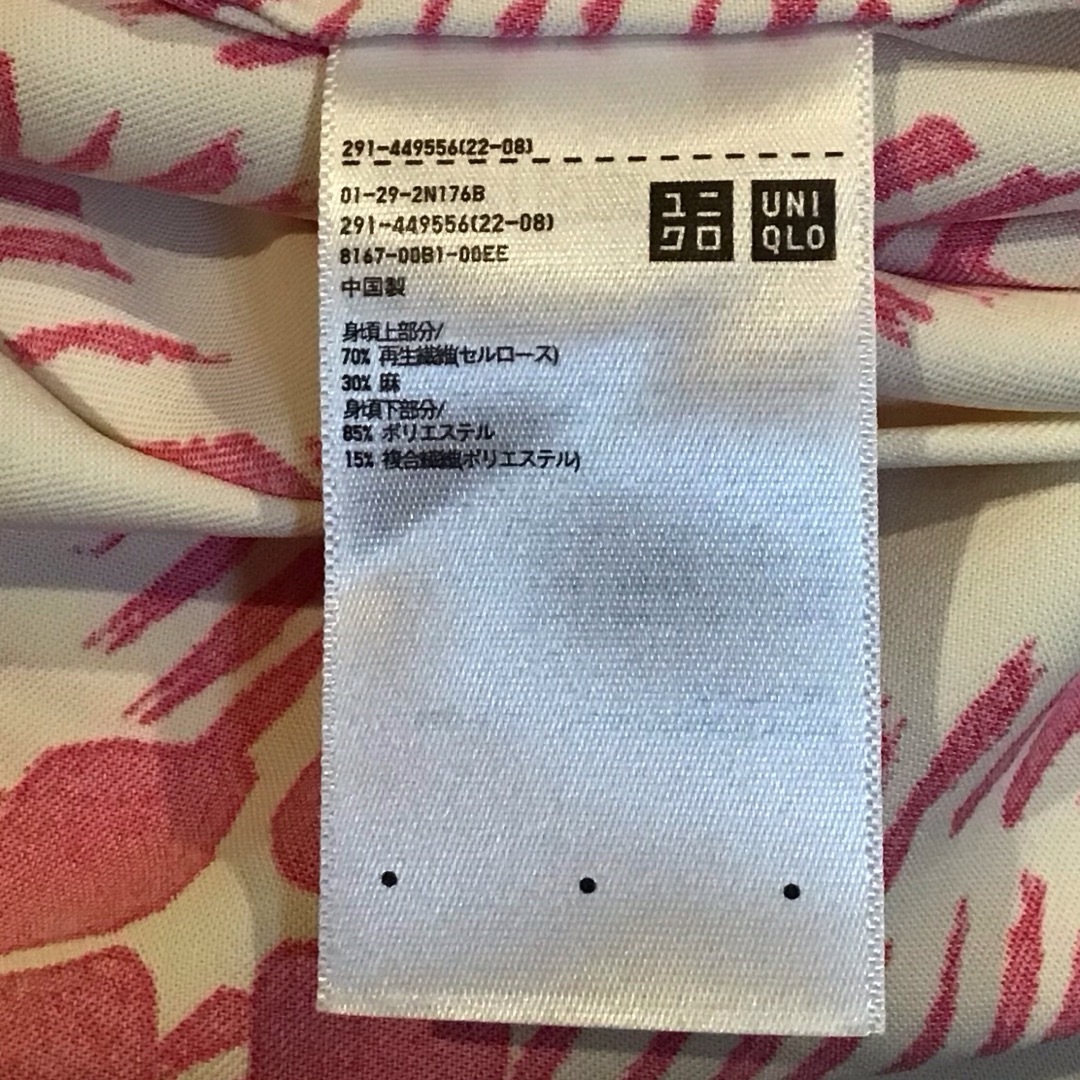 291-449556(22-08)
01-29-2N176B
291-449556(22-08)
8167-00B1-00EE
中国製
ユニ
クロ
UNI
QLO
身頃上部分/
70% 再生繊維(セルロース)
30% 麻
身頃下部分/
85% ポリエステル
15% 複合繊維(ポリエステル)